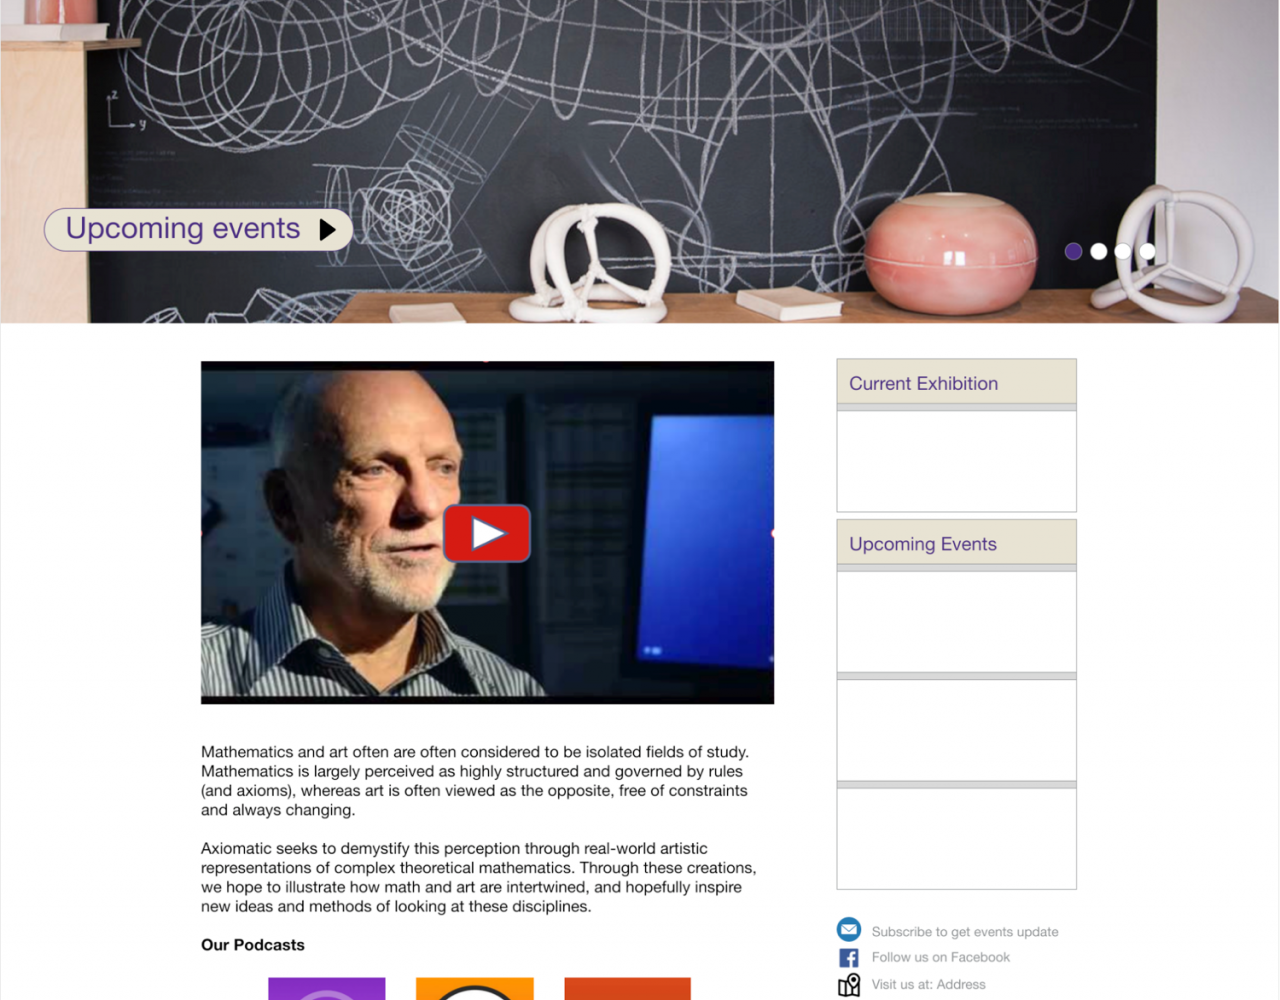 z
y
Upcoming events
Current Exhibition
Upcoming Events
Mathematics and art often are often considered to be isolated fields of study.
Mathematics is largely perceived as highly structured and governed by rules
(and axioms), whereas art is often viewed as the opposite, free of constraints
and always changing.
Axiomatic seeks to demystify this perception through real-world artistic
representations of complex theoretical mathematics. Through these creations,
we hope to illustrate how math and art are intertwined, and hopefully inspire
new ideas and methods of looking at these disciplines.
Our Podcasts
Subscribe to get events update
Follow us on Facebook
Visit us at: Address